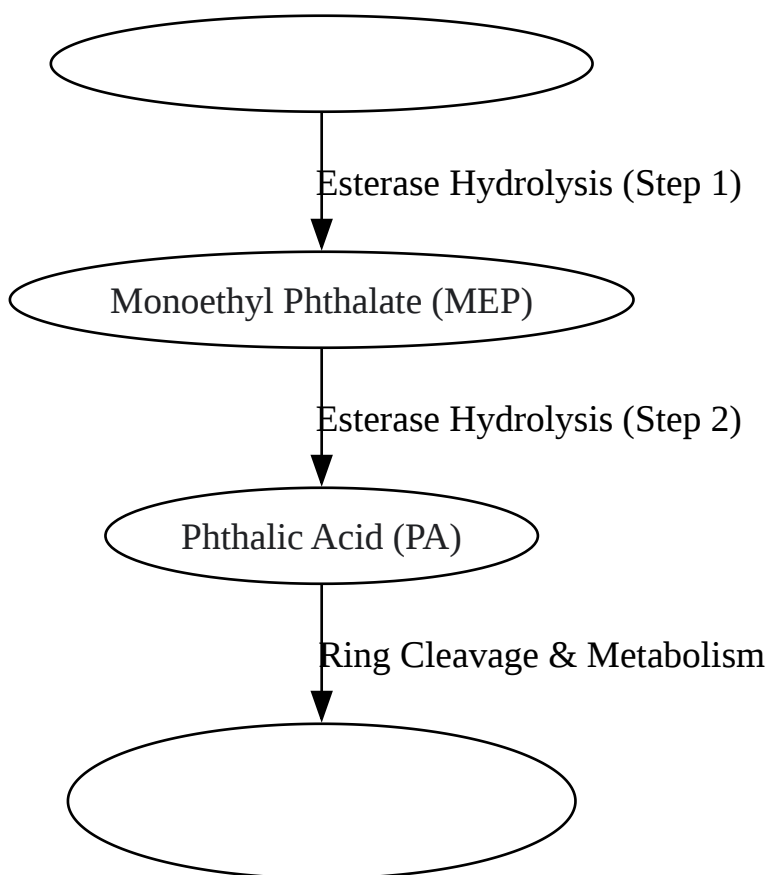 Esterase Hydrolysis (Step 1)
Monoethyl Phthalate (MEP)
Esterase Hydrolysis (Step 2)
Phthalic Acid (PA)
Ring Cleavage & Metabolism